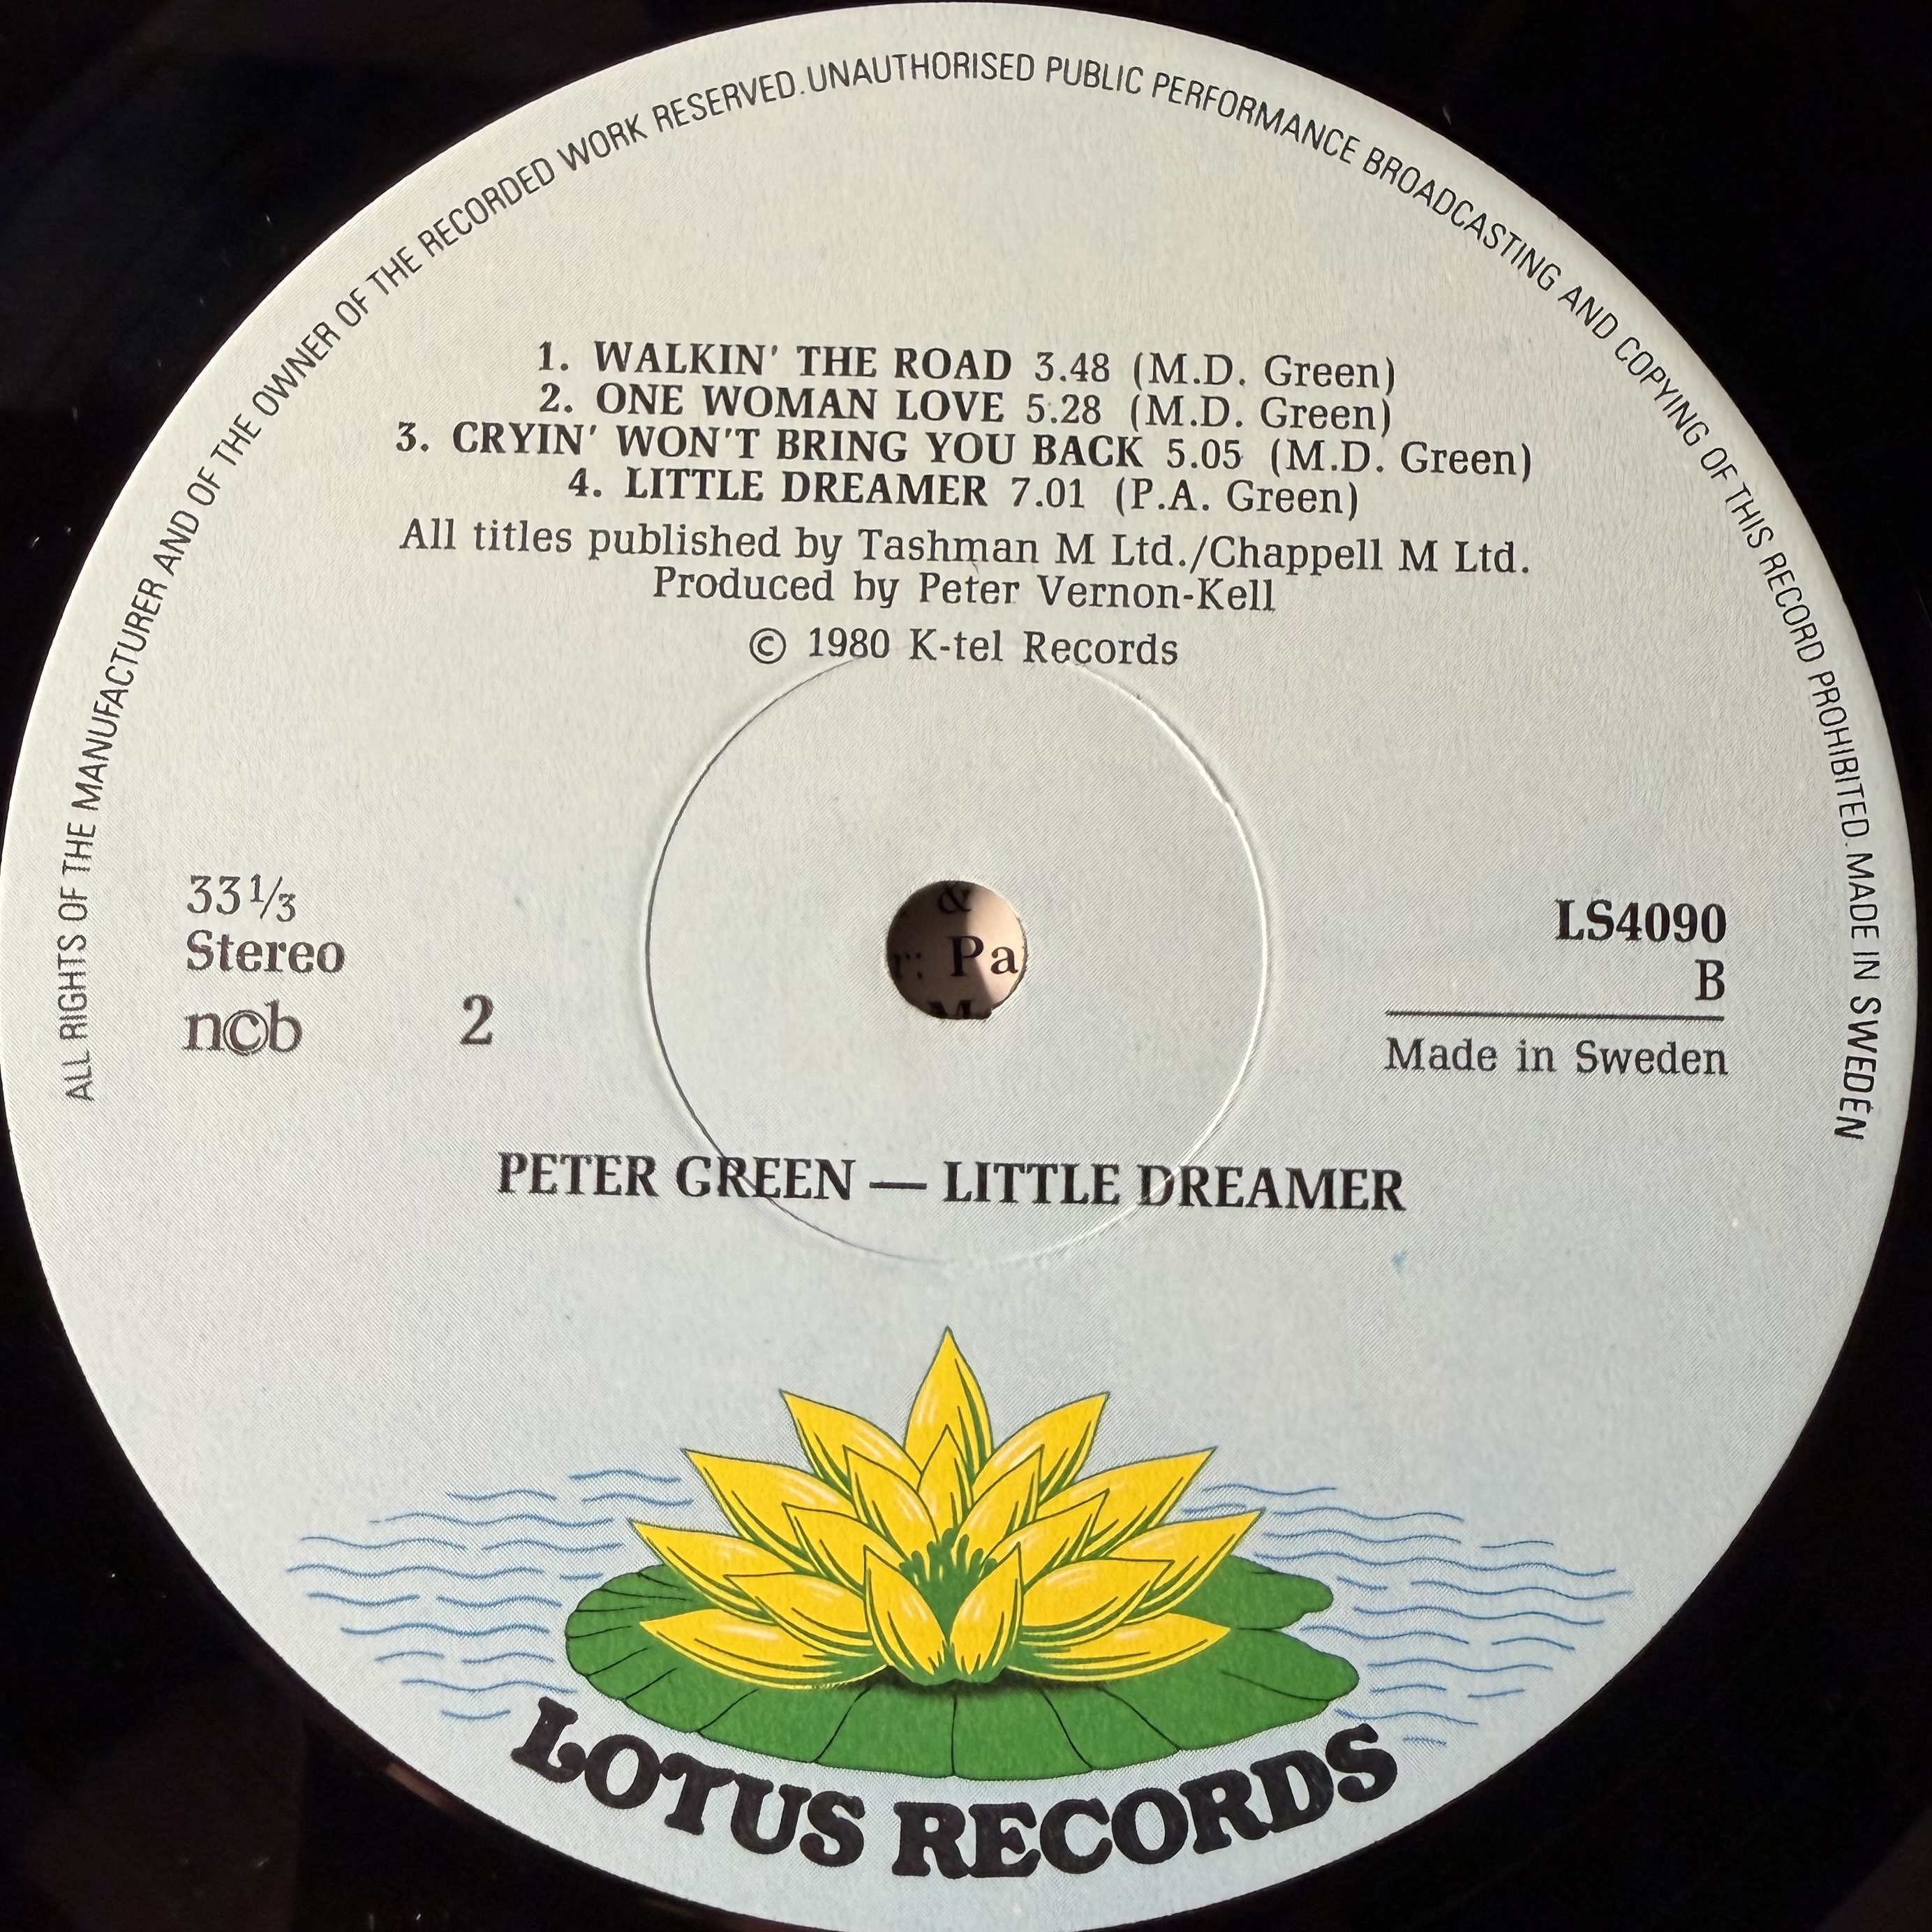 ALL RIGHTS OF THE MANUFACTURER AND OF THE OWNER OF THE RECORDED WORK RESERVED. UNAUTHORISED PUBLIC PERFORMANCE BROADCASTING AND COPYING OF THIS RECORD PROHIBITED. MADE IN SWEDEN
1. WALKIN' THE ROAD 3.48 (M.D. Green)
2. ONE WOMAN LOVE 5.28 (M.D. Green)
3. CRYIN' WON'T BRING YOU BACK 5.05 (M.D. Green)
4. LITTLE DREAMER 7.01 (P.A. Green)
All titles published by Tashman M Ltd./Chappell M Ltd.
Produced by Peter Vernon-Kell
© 1980 K-tel Records
33 1/3
Stereo
ncb
2
&
r: Pa
LS4090
B
Made in Sweden
PETER GREEN — LITTLE DREAMER
LOTUS RECORDS